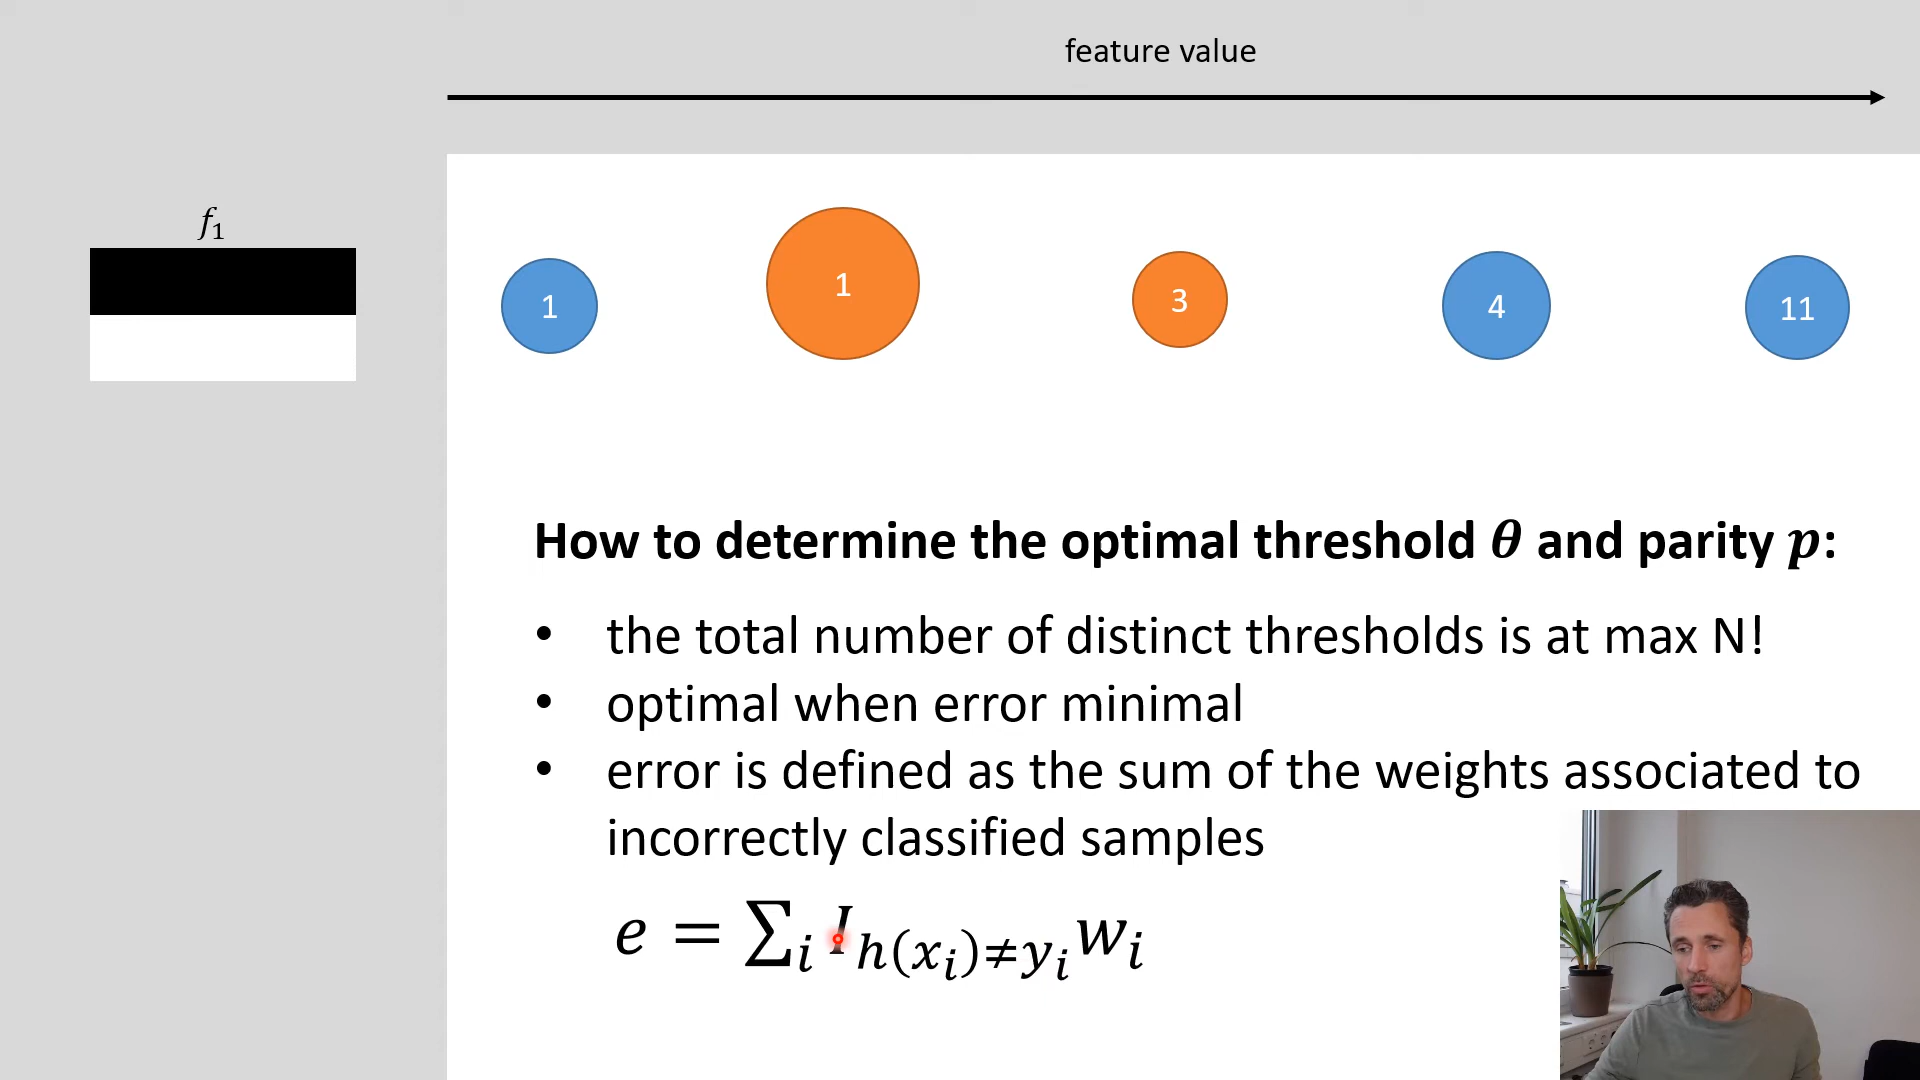 feature value
f₁
1 1 3 4 11
How to determine the optimal threshold θ and parity p:
• the total number of distinct thresholds is at max N!
• optimal when error minimal
• error is defined as the sum of the weights associated to
incorrectly classified samples
e = ∑ᵢ I_{h(xᵢ)≠yᵢ} wᵢ